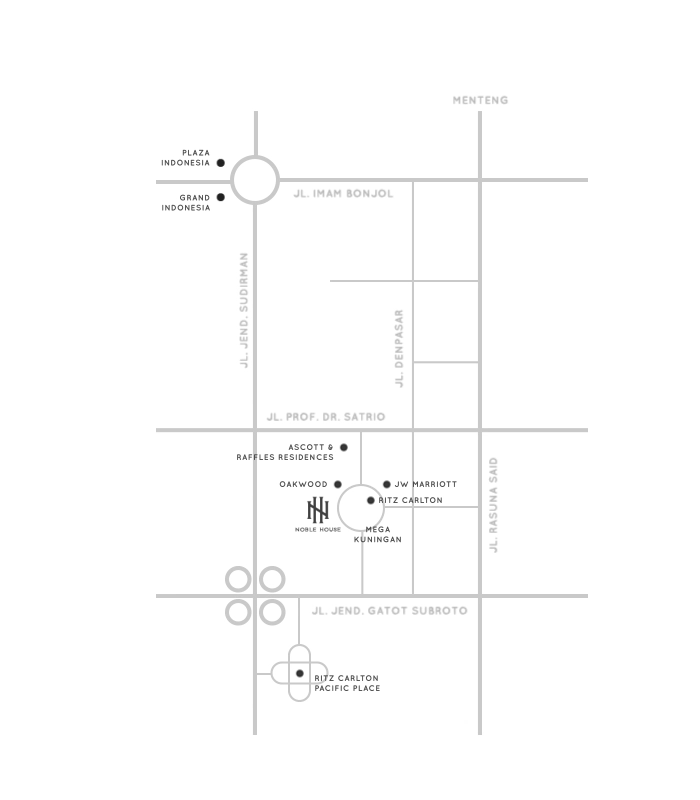 MENTENG
PLAZA
INDONESIA
GRAND
INDONESIA
JL. IMAM BONJOL
JL. JEND. SUDIRMAN
JL. DENPASAR
JL. PROF. DR. SATRIO
ASCOTT &
RAFFLES RESIDENCES
OAKWOOD
JW MARRIOTT
RITZ CARLTON
NOBLE HOUSE
MEGA
KUNINGAN
JL. RASUNA SAID
JL. JEND. GATOT SUBROTO
RITZ CARLTON
PACIFIC PLACE